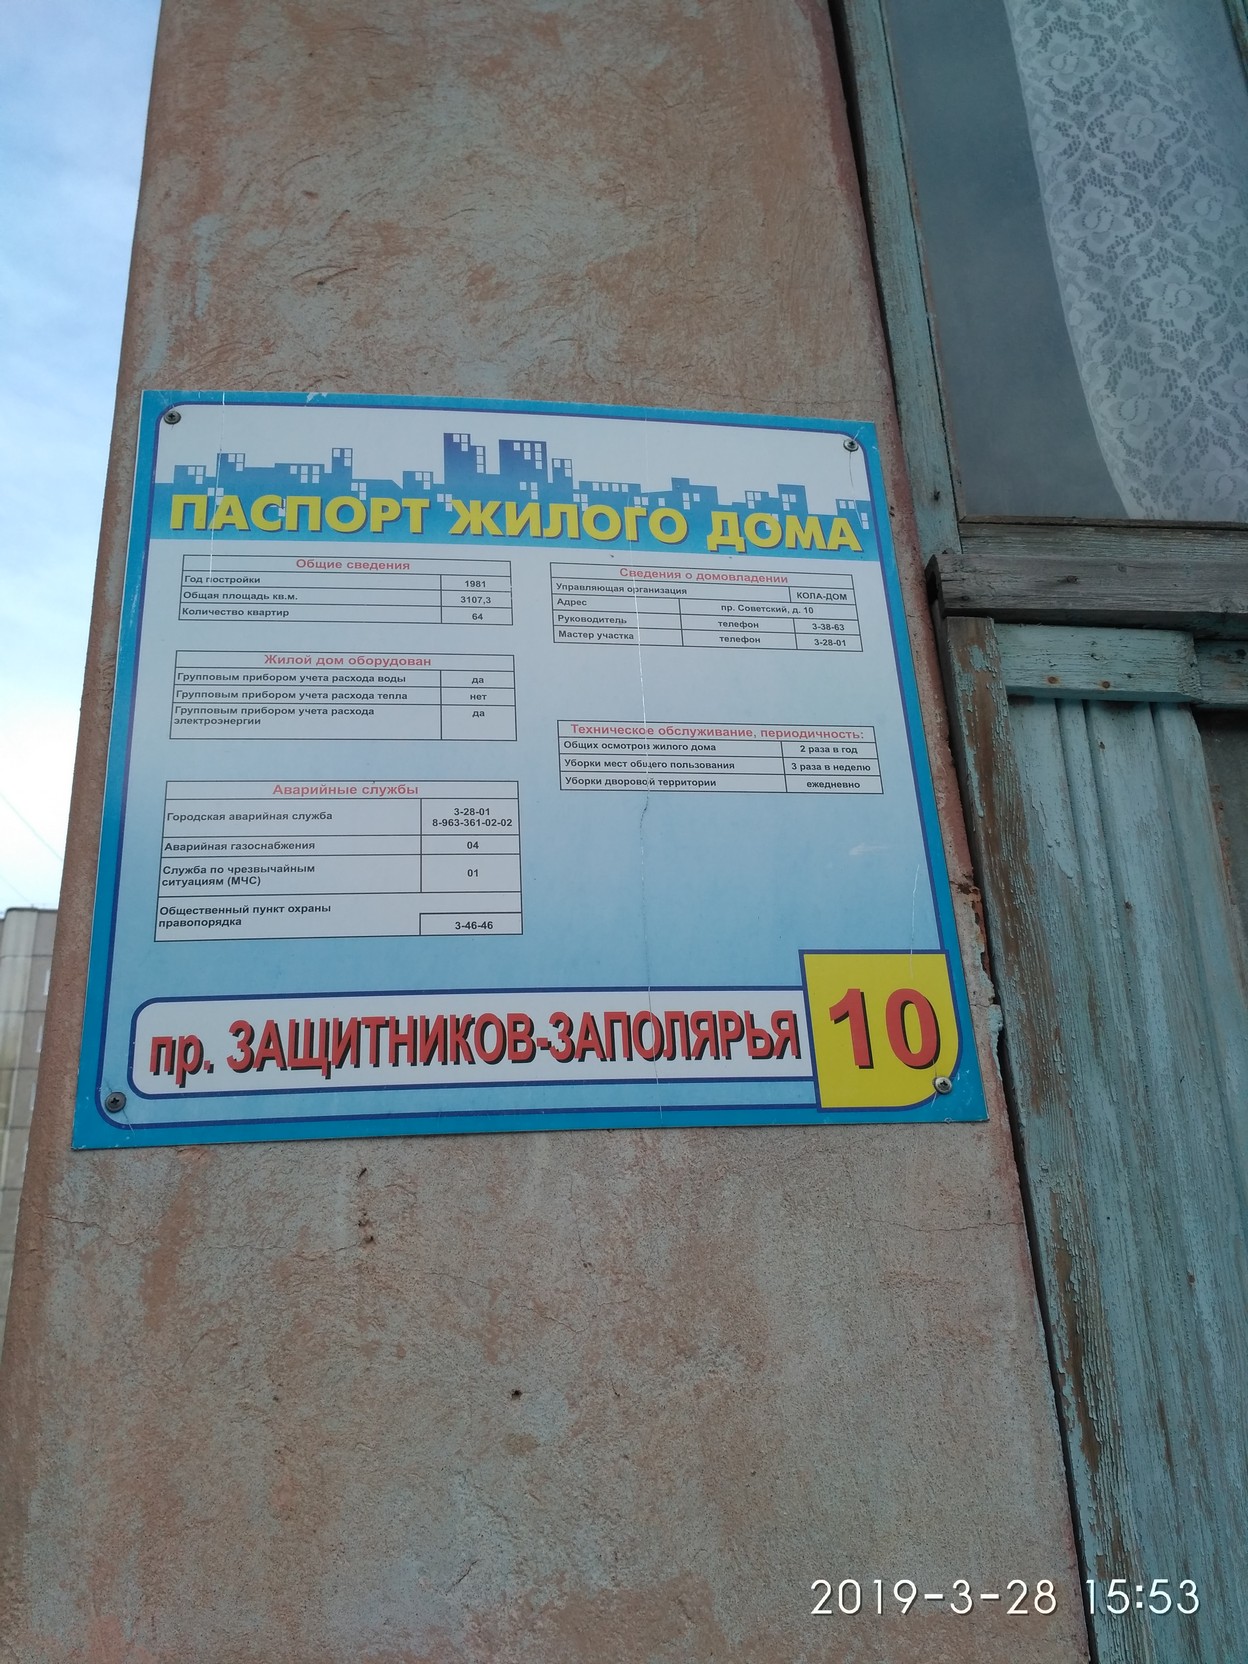 ПАСПОРТ ЖИЛОГО ДОМА
Общие сведения
Год постройки 1981
Общая площадь кв.м. 3107,3
Количество квартир 64
Жилой дом оборудован
Групповым прибором учета расхода воды да
Групповым прибором учета расхода тепла нет
Групповым прибором учета расхода да
электроэнергии
Аварийные службы
Городская аварийная служба 3-28-01
8-963-361-02-02
Аварийная газоснабжения 04
Служба по чрезвычайным
ситуациям (МЧС) 01
Общественный пункт охраны
правопорядка 3-46-46
Сведения о домовладении
Управляющая организация КОЛА-ДОМ
Адрес пр. Советский, д. 10
Руководитель телефон 3-38-63
Мастер участка телефон 3-28-01
Техническое обслуживание, периодичность:
Общих осмотров жилого дома 2 раза в год
Уборки мест общего пользования 3 раза в неделю
Уборки дворовой территории ежедневно
пр. ЗАЩИТНИКОВ-ЗАПОЛЯРЬЯ 10
2019-3-28 15:53